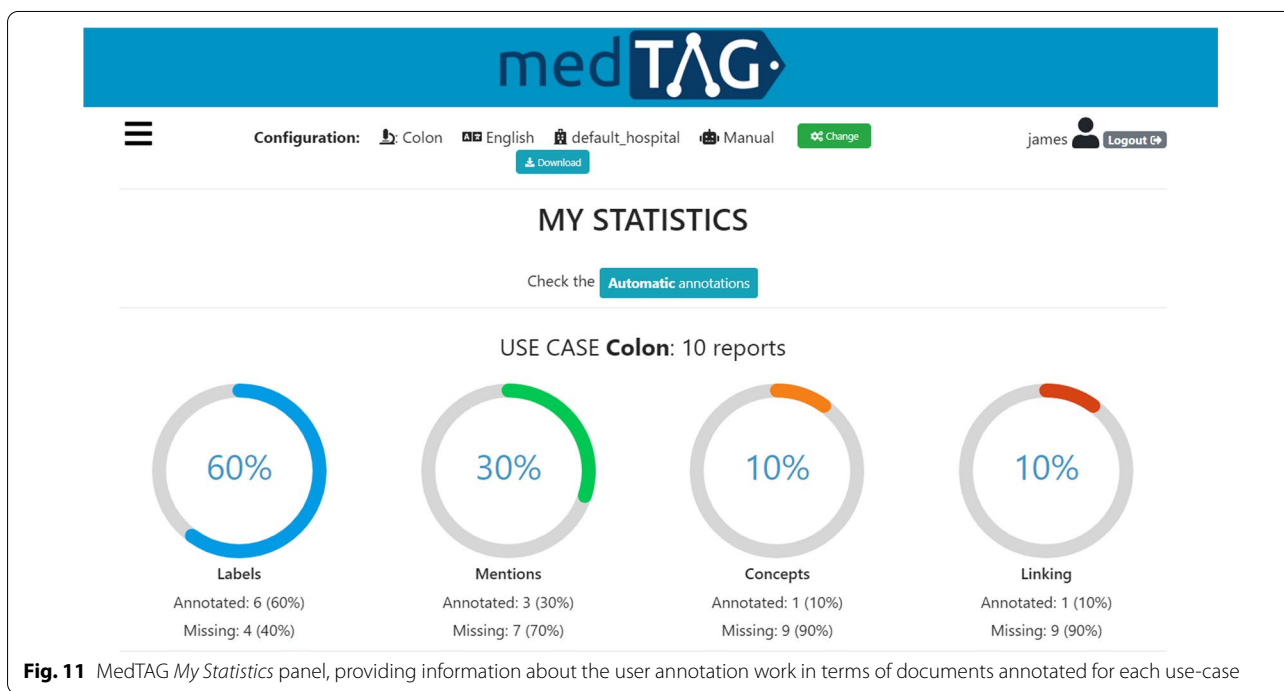 medTAG
Configuration: : Colon English default_hospital Manual Change james Logout
Download
MY STATISTICS
Check the Automatic annotations
USE CASE Colon: 10 reports
60% 30% 10% 10%
Labels Mentions Concepts Linking
Annotated: 6 (60%) Annotated: 3 (30%) Annotated: 1 (10%) Annotated: 1 (10%)
Missing: 4 (40%) Missing: 7 (70%) Missing: 9 (90%) Missing: 9 (90%)
Fig. 11 MedTAG My Statistics panel, providing information about the user annotation work in terms of documents annotated for each use-case